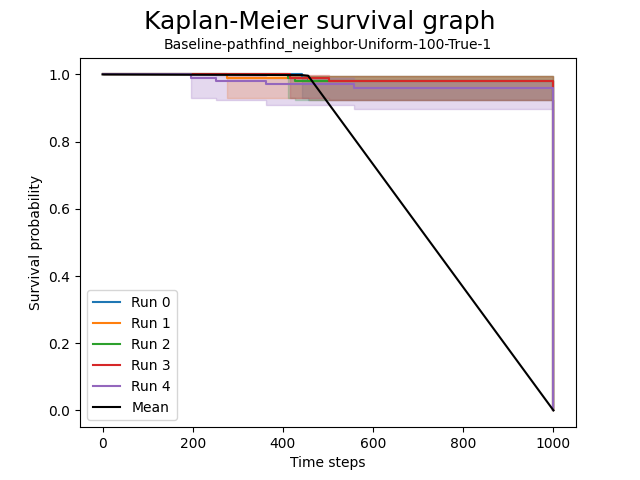 Kaplan-Meier survival graph
Baseline-pathfind_neighbor-Uniform-100-True-1
Survival probability
1.0
0.8
0.6
0.4
0.2
0.0
Run 0
Run 1
Run 2
Run 3
Run 4
Mean
0 200 400 600 800 1000
Time steps